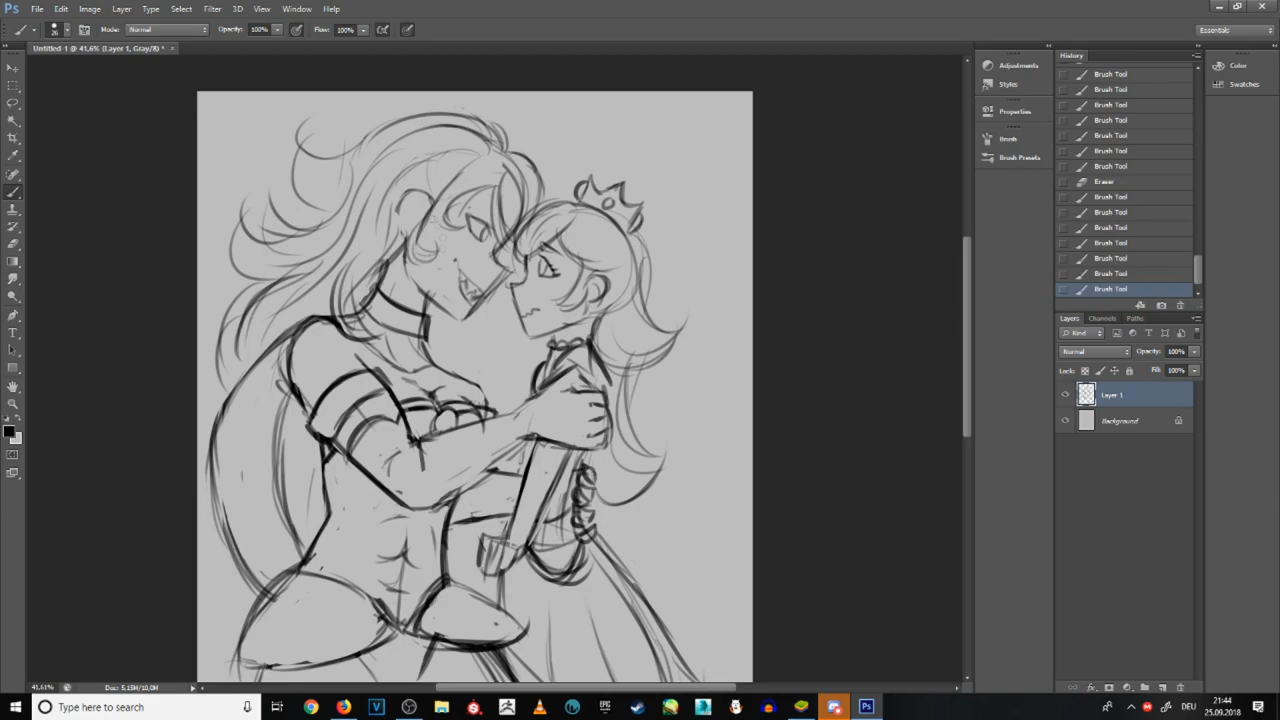 Ps File Edit Image Layer Type Select Filter 3D View Window Help
26 Mode: Normal Opacity: 100% Flow: 100% Essentials
Untitled-1 @ 41,6% (Layer 1, Gray/8) *
History
Brush Tool
Brush Tool
Brush Tool
Brush Tool
Brush Tool
Brush Tool
Brush Tool
Eraser
Brush Tool
Brush Tool
Brush Tool
Brush Tool
Brush Tool
Brush Tool
Brush Tool
Adjustments
Styles
Properties
Brush
Brush Presets
Color
Swatches
Layers Channels Paths
Kind
Normal Opacity: 100%
Lock: Fill: 100%
Layer 1
Background
41,61% Doc: 5,15M/10,0M
Type here to search
EPIC
Ps
DEU
21:44
25.09.2018